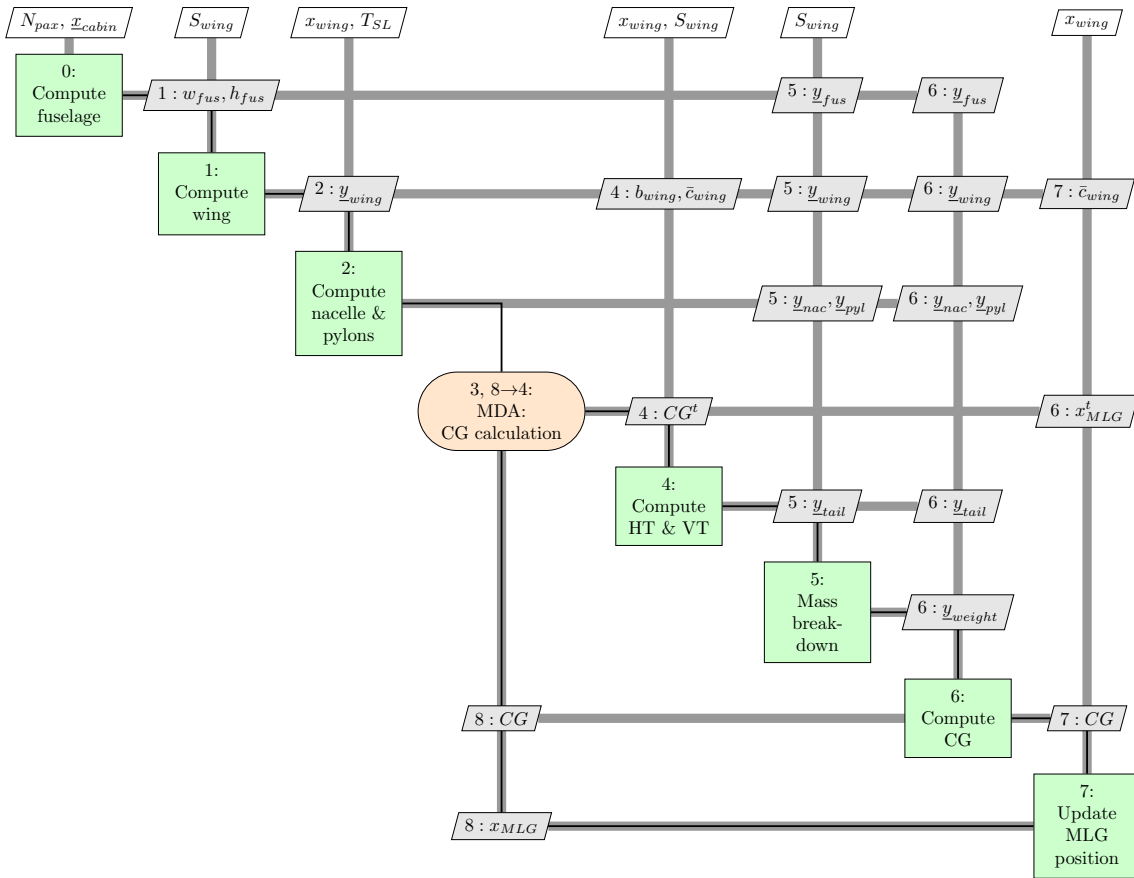 N_pax, x_cabin
S_wing
x_wing, T_SL
x_wing, S_wing
S_wing
x_wing
0:
Compute
fuselage
1 : w_fus, h_fus
5 : y_fus
6 : y_fus
1:
Compute
wing
2 : y_wing
4 : b_wing, c̄_wing
5 : y_wing
6 : y_wing
7 : c̄_wing
2:
Compute
nacelle &
pylons
5 : y_nac, y_pyl
6 : y_nac, y_pyl
3, 8→4:
MDA:
CG calculation
4 : CG^t
6 : x^t_MLG
4:
Compute
HT & VT
5 : y_tail
6 : y_tail
5:
Mass
break-
down
6 : y_weight
8 : CG
6:
Compute
CG
7 : CG
8 : x_MLG
7:
Update
MLG
position